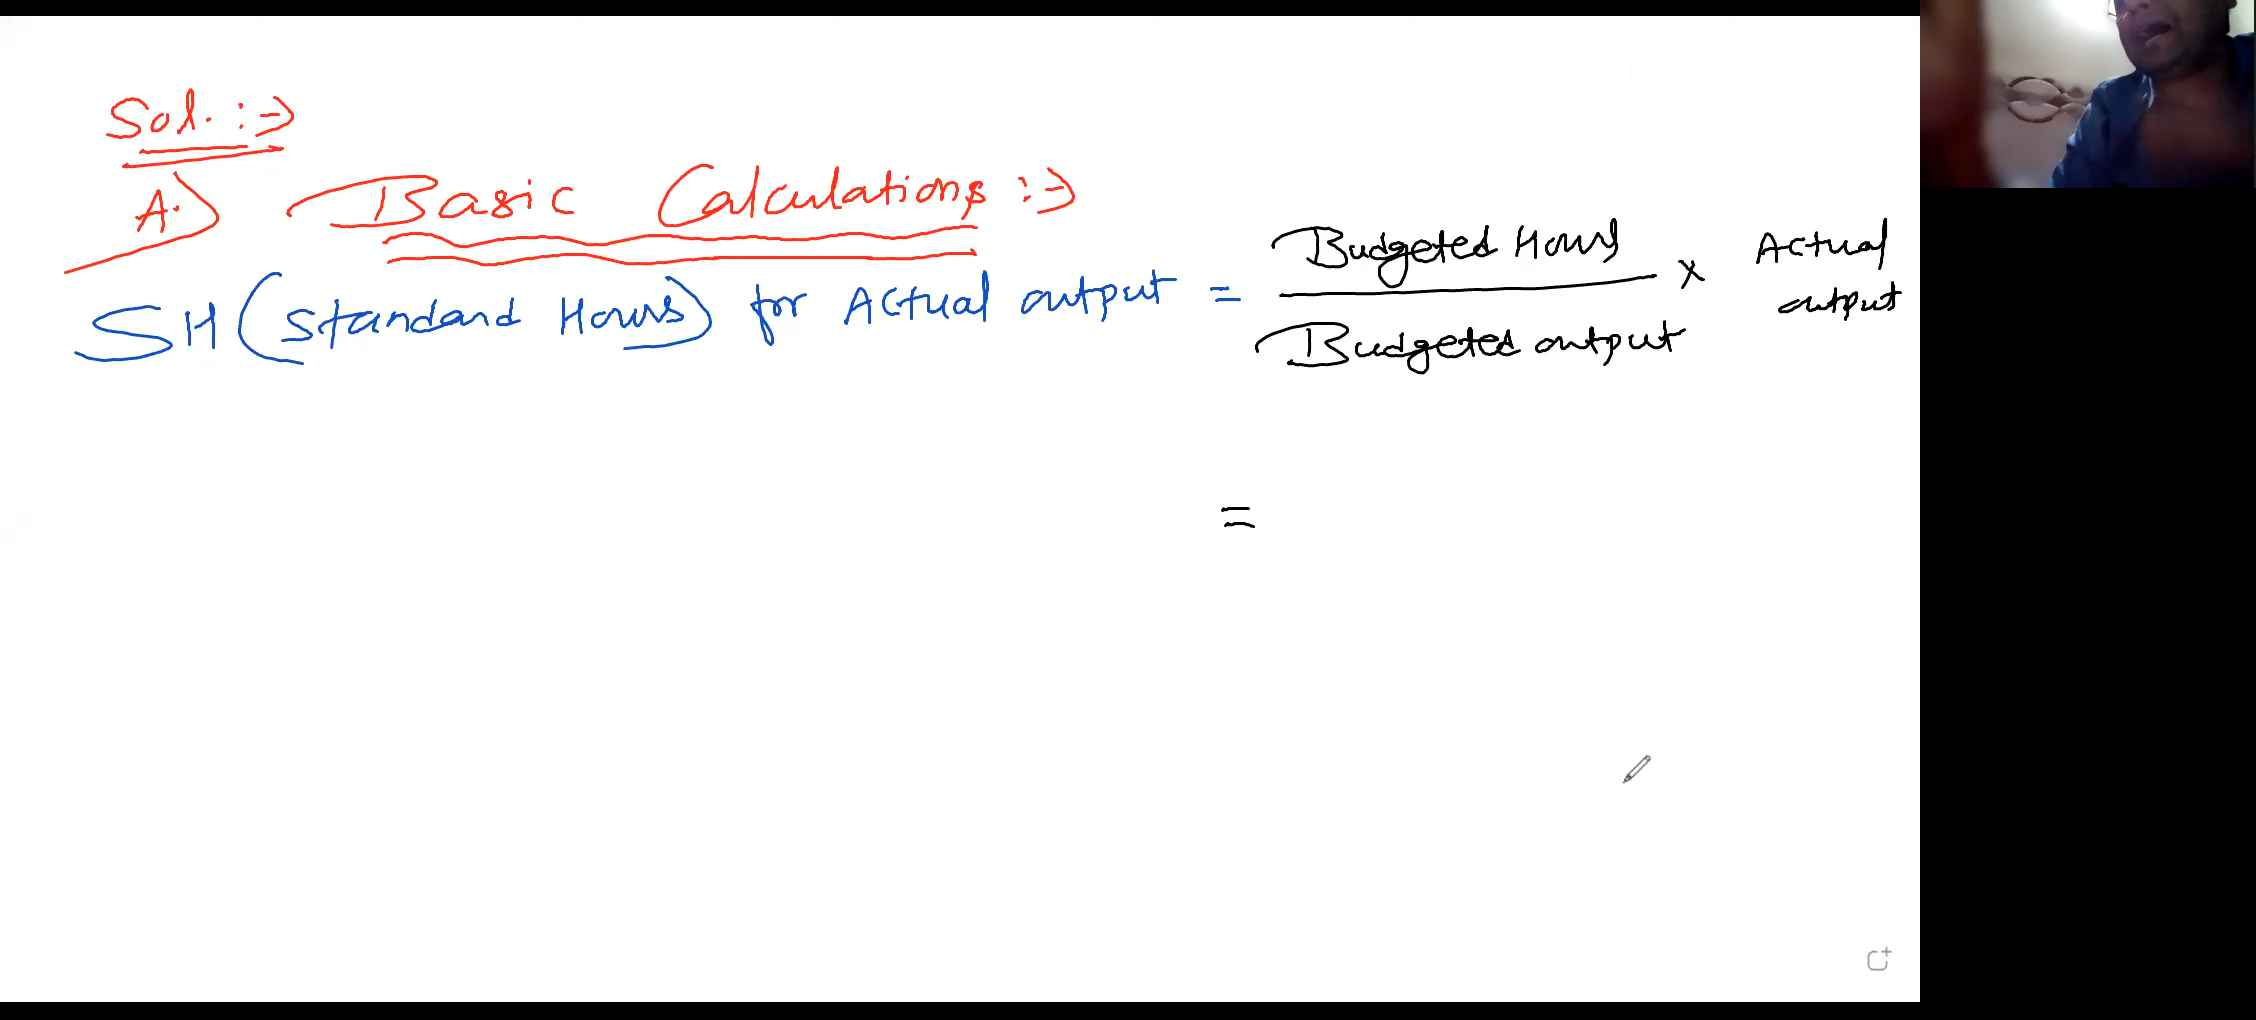 Sol. :->
A.) Basic Calculations :->
SH (Standard Hours) for Actual output = Budgeted Hours / Budgeted output x Actual output
=